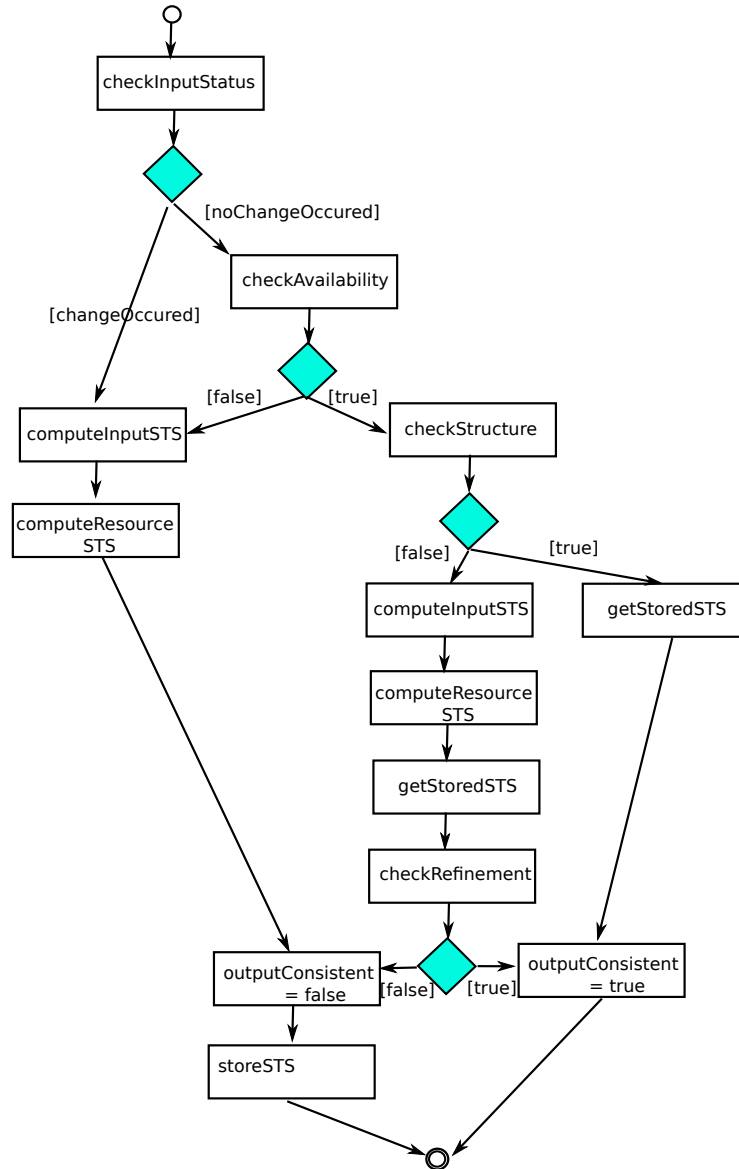 checkInputStatus
[noChangeOccured]
checkAvailability
[changeOccured]
[false]
[true]
computeInputSTS
checkStructure
computeResource
STS
[false]
[true]
computeInputSTS
getStoredSTS
computeResource
STS
getStoredSTS
checkRefinement
outputConsistent
= false
[false]
[true]
outputConsistent
= true
storeSTS